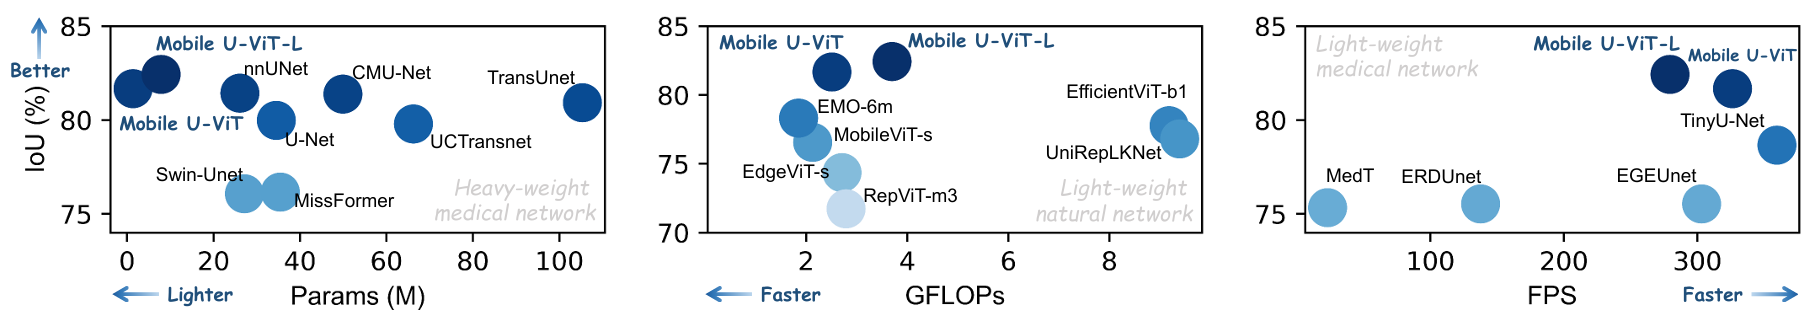 Better
IoU (%)
85
80
75
Mobile U-ViT-L
nnUNet
CMU-Net
TransUnet
Mobile U-ViT
U-Net
UCTransnet
Swin-Unet
MissFormer
Heavy-weight
medical network
0
20
40
60
80
100
Lighter
Params (M)
85
80
75
70
Mobile U-ViT
Mobile U-ViT-L
EfficientViT-b1
EMO-6m
MobileViT-s
UniRepLKNet
EdgeViT-s
RepViT-m3
Light-weight
natural network
2
4
6
8
Faster
GFLOPs
85
80
75
Light-weight
medical network
Mobile U-ViT-L
Mobile U-ViT
TinyU-Net
MedT
ERDUnet
EGEUnet
100
200
300
FPS
Faster